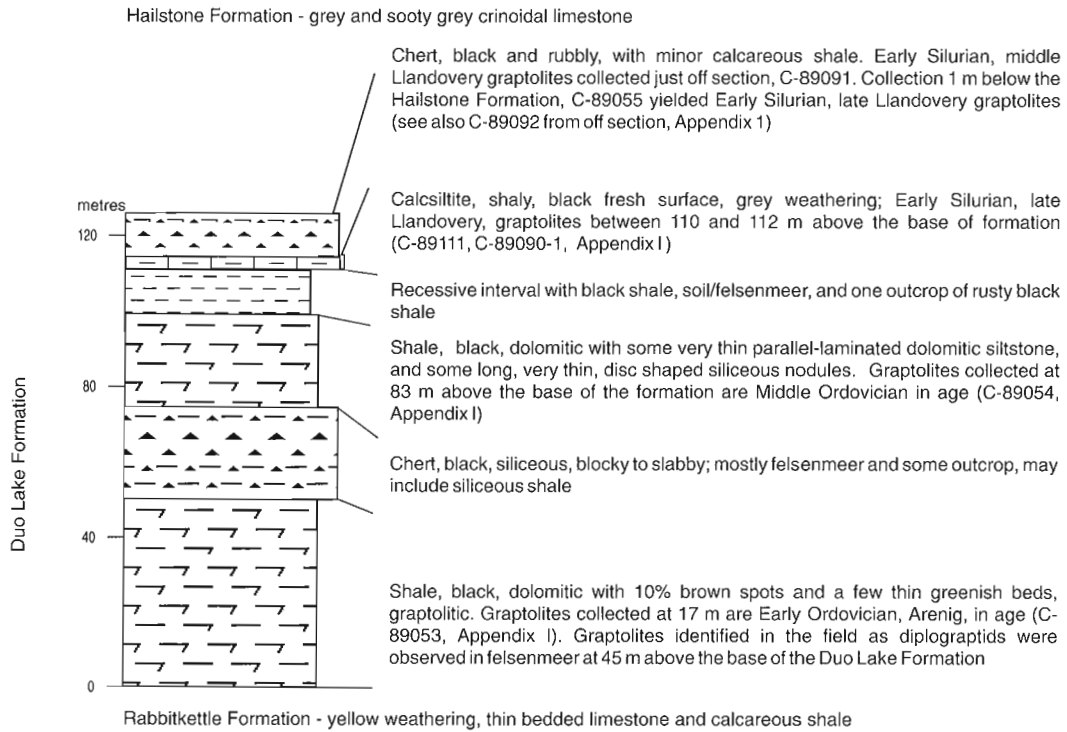 Hailstone Formation - grey and sooty grey crinoidal limestone
Chert, black and rubbly, with minor calcareous shale. Early Silurian, middle
Llandovery graptolites collected just off section, C-89091. Collection 1 m below the
Hailstone Formation, C-89055 yielded Early Silurian, late Llandovery graptolites
(see also C-89092 from off section, Appendix 1)
metres
120
Calcsiltite, shaly, black fresh surface, grey weathering; Early Silurian, late
Llandovery, graptolites between 110 and 112 m above the base of formation
(C-89111, C-89090-1, Appendix I)
Recessive interval with black shale, soil/felsenmeer, and one outcrop of rusty black
shale
Shale, black, dolomitic with some very thin parallel-laminated dolomitic siltstone,
and some long, very thin, disc shaped siliceous nodules. Graptolites collected at
83 m above the base of the formation are Middle Ordovician in age (C-89054,
Appendix I)
80
Duo Lake Formation
Chert, black, siliceous, blocky to slabby; mostly felsenmeer and some outcrop, may
include siliceous shale
40
Shale, black, dolomitic with 10% brown spots and a few thin greenish beds,
graptolitic. Graptolites collected at 17 m are Early Ordovician, Arenig, in age (C-
89053, Appendix I). Graptolites identified in the field as diplograptids were
observed in felsenmeer at 45 m above the base of the Duo Lake Formation
0
Rabbitkettle Formation - yellow weathering, thin bedded limestone and calcareous shale